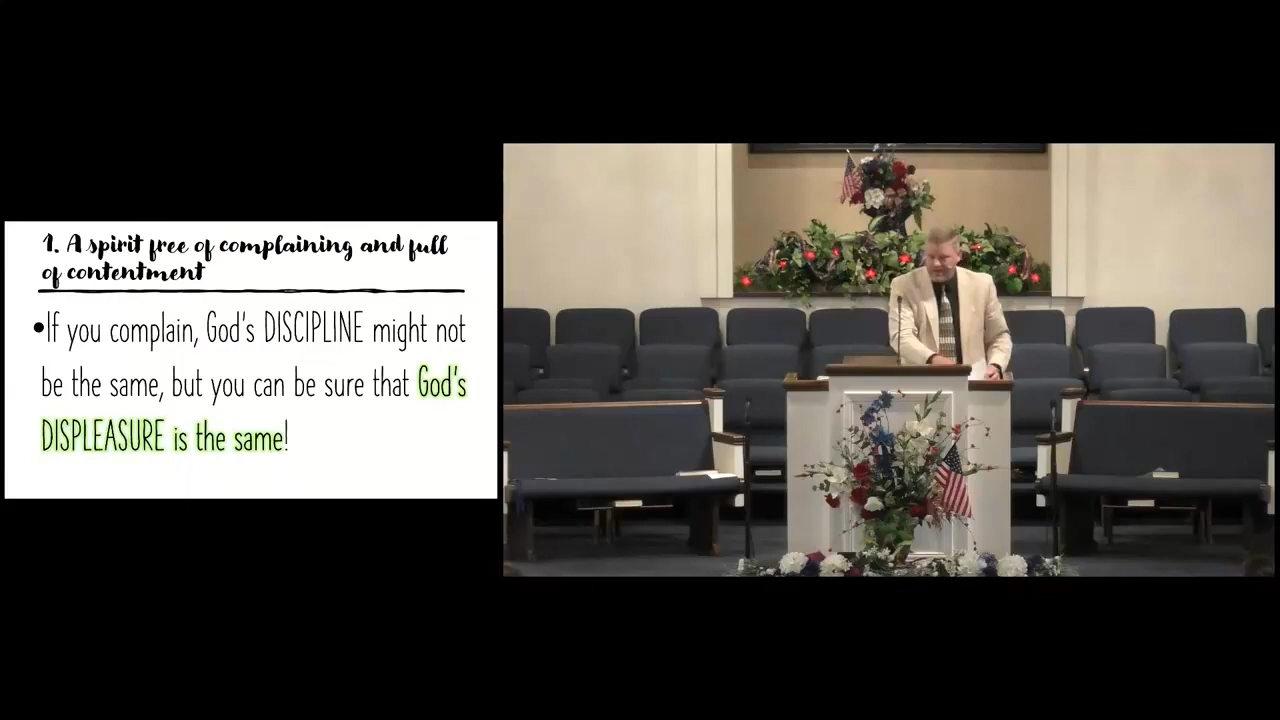 1. A spirit free of complaining and full
of contentment
•If you complain, God's DISCIPLINE might not
be the same, but you can be sure that God's
DISPLEASURE is the same!